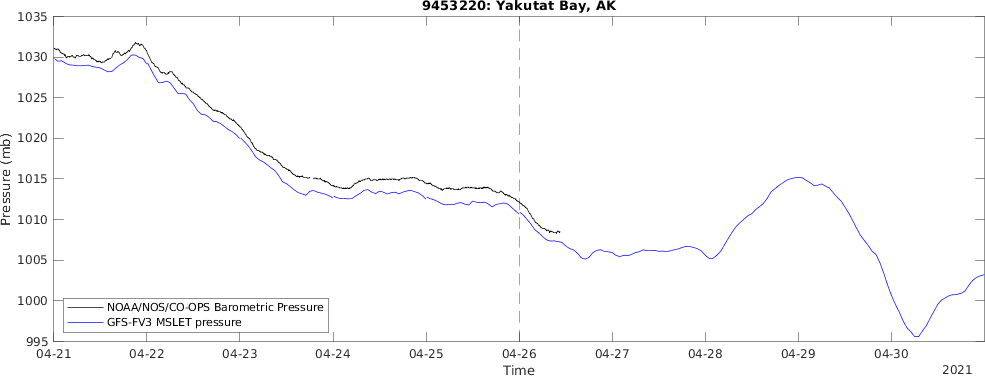 9453220: Yakutat Bay, AK
Pressure (mb)
1035
1030
1025
1020
1015
1010
1005
1000
995
NOAA/NOS/CO-OPS Barometric Pressure
GFS-FV3 MSLET pressure
04-21 04-22 04-23 04-24 04-25 04-26 04-27 04-28 04-29 04-30
Time
2021